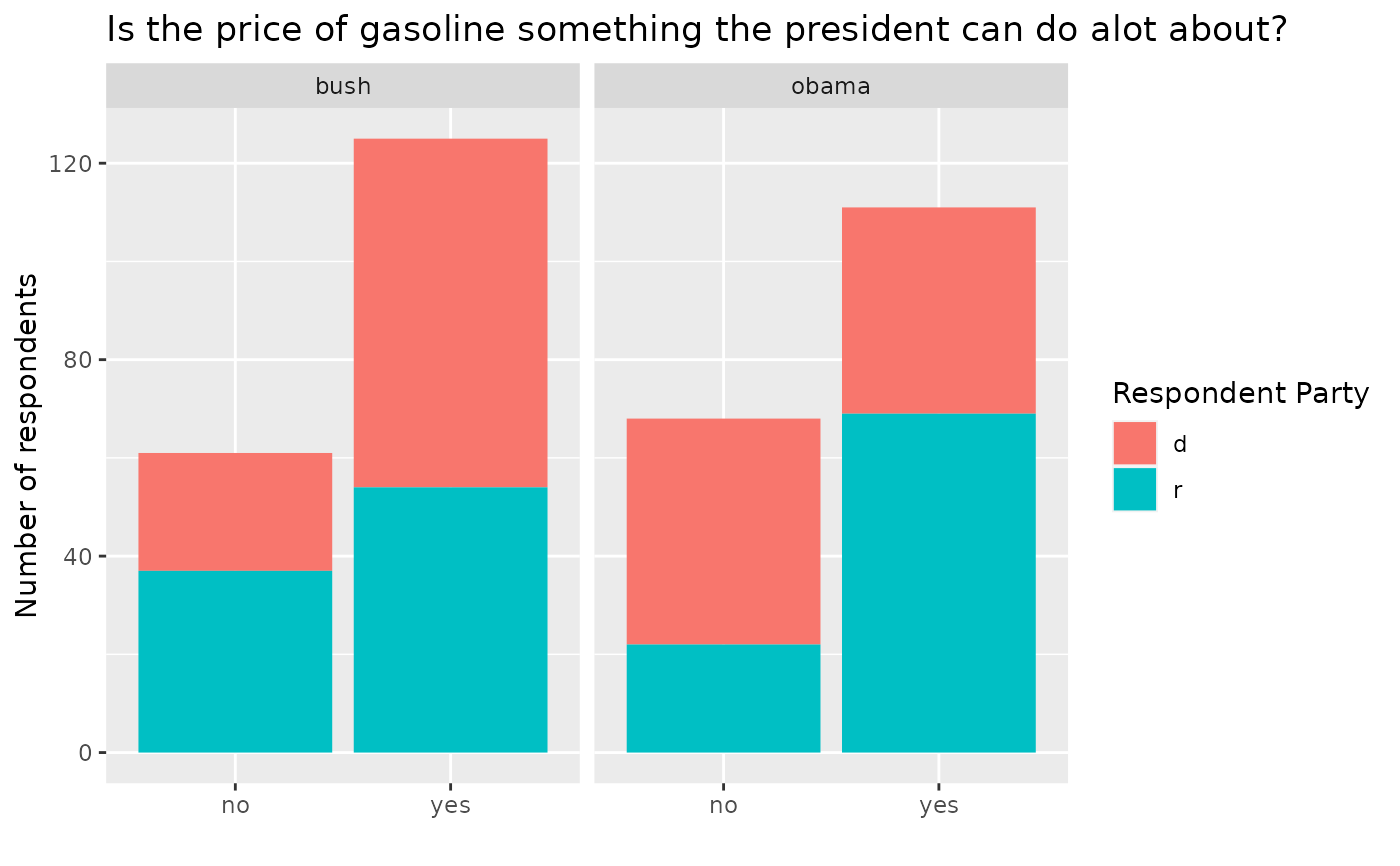 Is the price of gasoline something the president can do alot about?
bush
obama
Number of respondents
120
80
40
0
no
yes
no
yes
Respondent Party
d
r